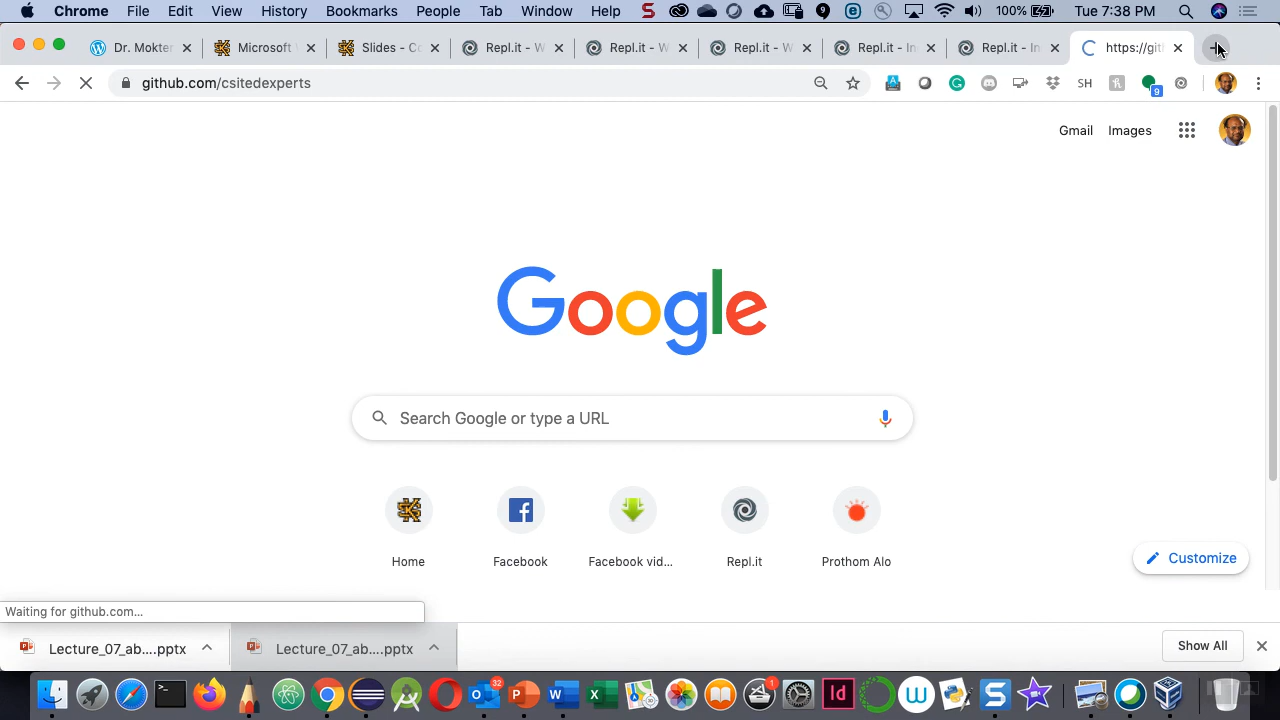 Chrome File Edit View History Bookmarks People Tab Window Help 100% Tue 7:38 PM
Dr. Mokter Microsoft Slides - C Repl.it - W Repl.it - W Repl.it - W Repl.it - In Repl.it - In https://git
github.com/csitedexperts SH 9
Gmail Images
Google
Search Google or type a URL
Home Facebook Facebook vid... Repl.it Prothom Alo
Customize
Waiting for github.com...
Lecture_07_ab....pptx Lecture_07_ab....pptx Show All
32 1